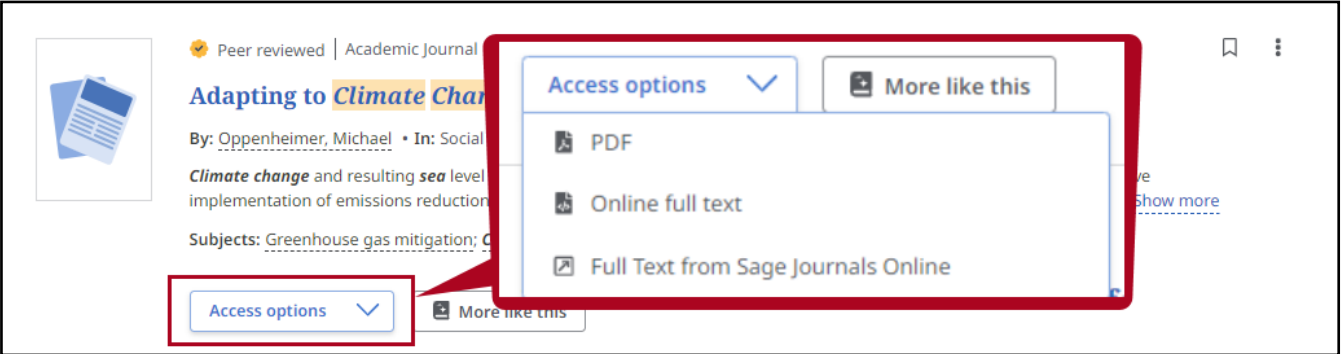 Peer reviewed | Academic Journal
Adapting to Climate
By: Oppenheimer, Michael • In: Social
Climate change and resulting sea level
implementation of emissions reduction
Show more
Subjects: Greenhouse gas mitigation;
Access options
More like this
Access options
More like this
PDF
Online full text
Full Text from Sage Journals Online